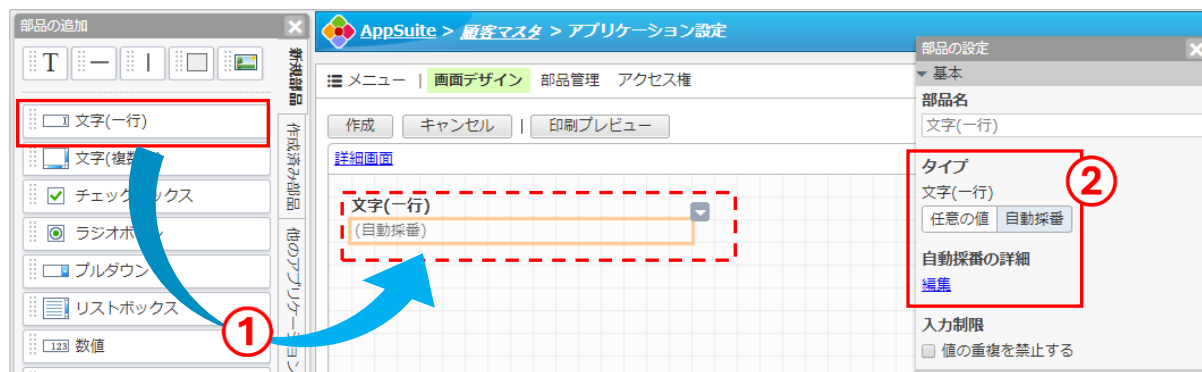 部品の追加
T
新規部品
作成済み部品
他のアプリケーション
文字(一行)
文字(複数
チェックボックス
ラジオボ
プルダウン
リストボックス
123 数値
1
AppSuite > 顧客マスタ > アプリケーション設定
メニュー | 画面デザイン 部品管理 アクセス権
作成 キャンセル | 印刷プレビュー
詳細画面
文字(一行)
(自動採番)
部品の設定
基本
部品名
文字(一行)
タイプ
2
文字(一行)
任意の値 自動採番
自動採番の詳細
編集
入力制限
値の重複を禁止する